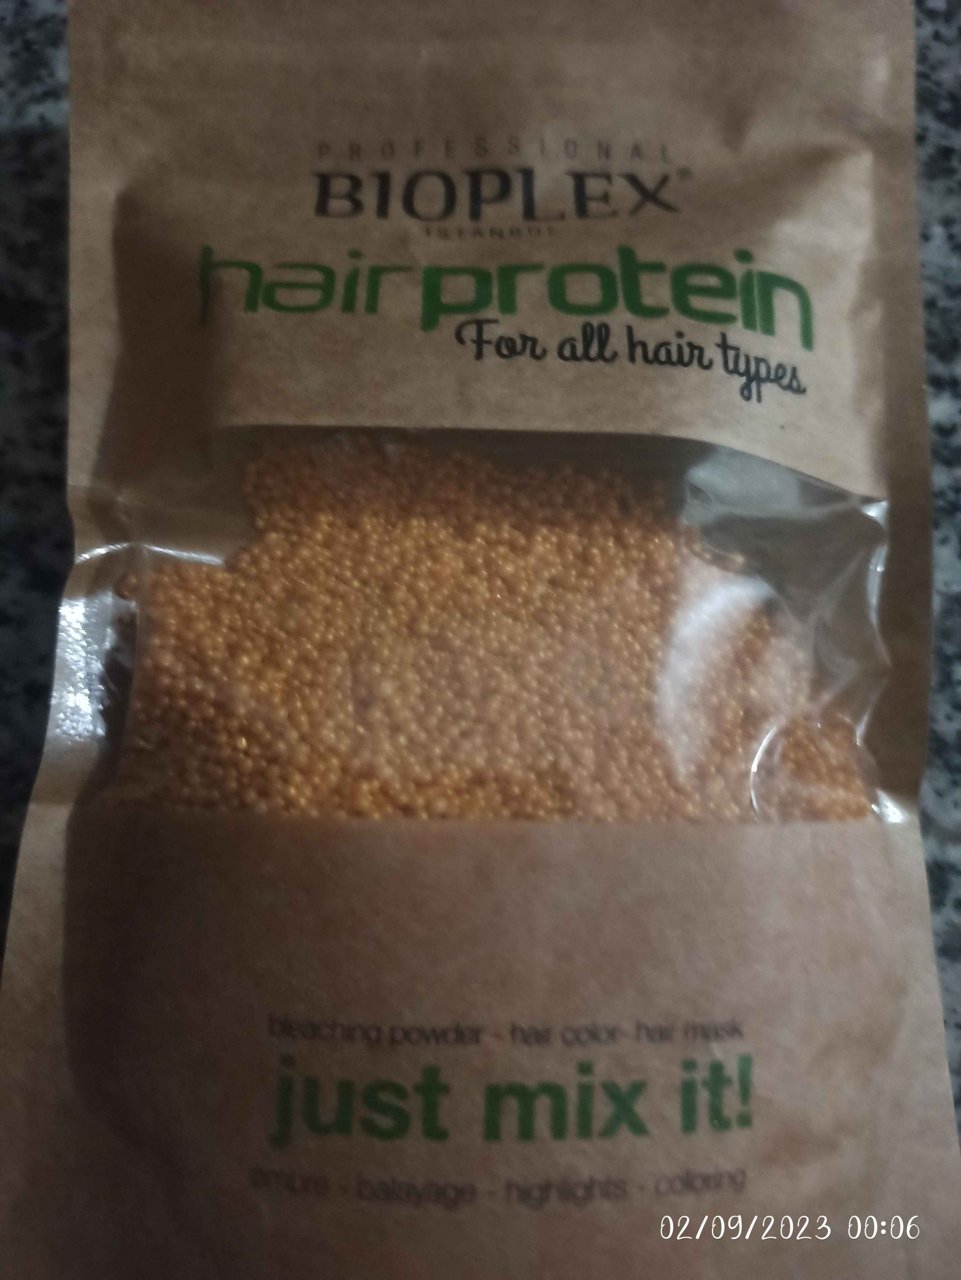 PROFESSIONAL
BIOPLEX®
ISTANBUL
hairprotein
For all hair types
bleaching powder - hair color- hair mask
just mix it!
ombre - balayage - highlights - coloring
02/09/2023 00:06